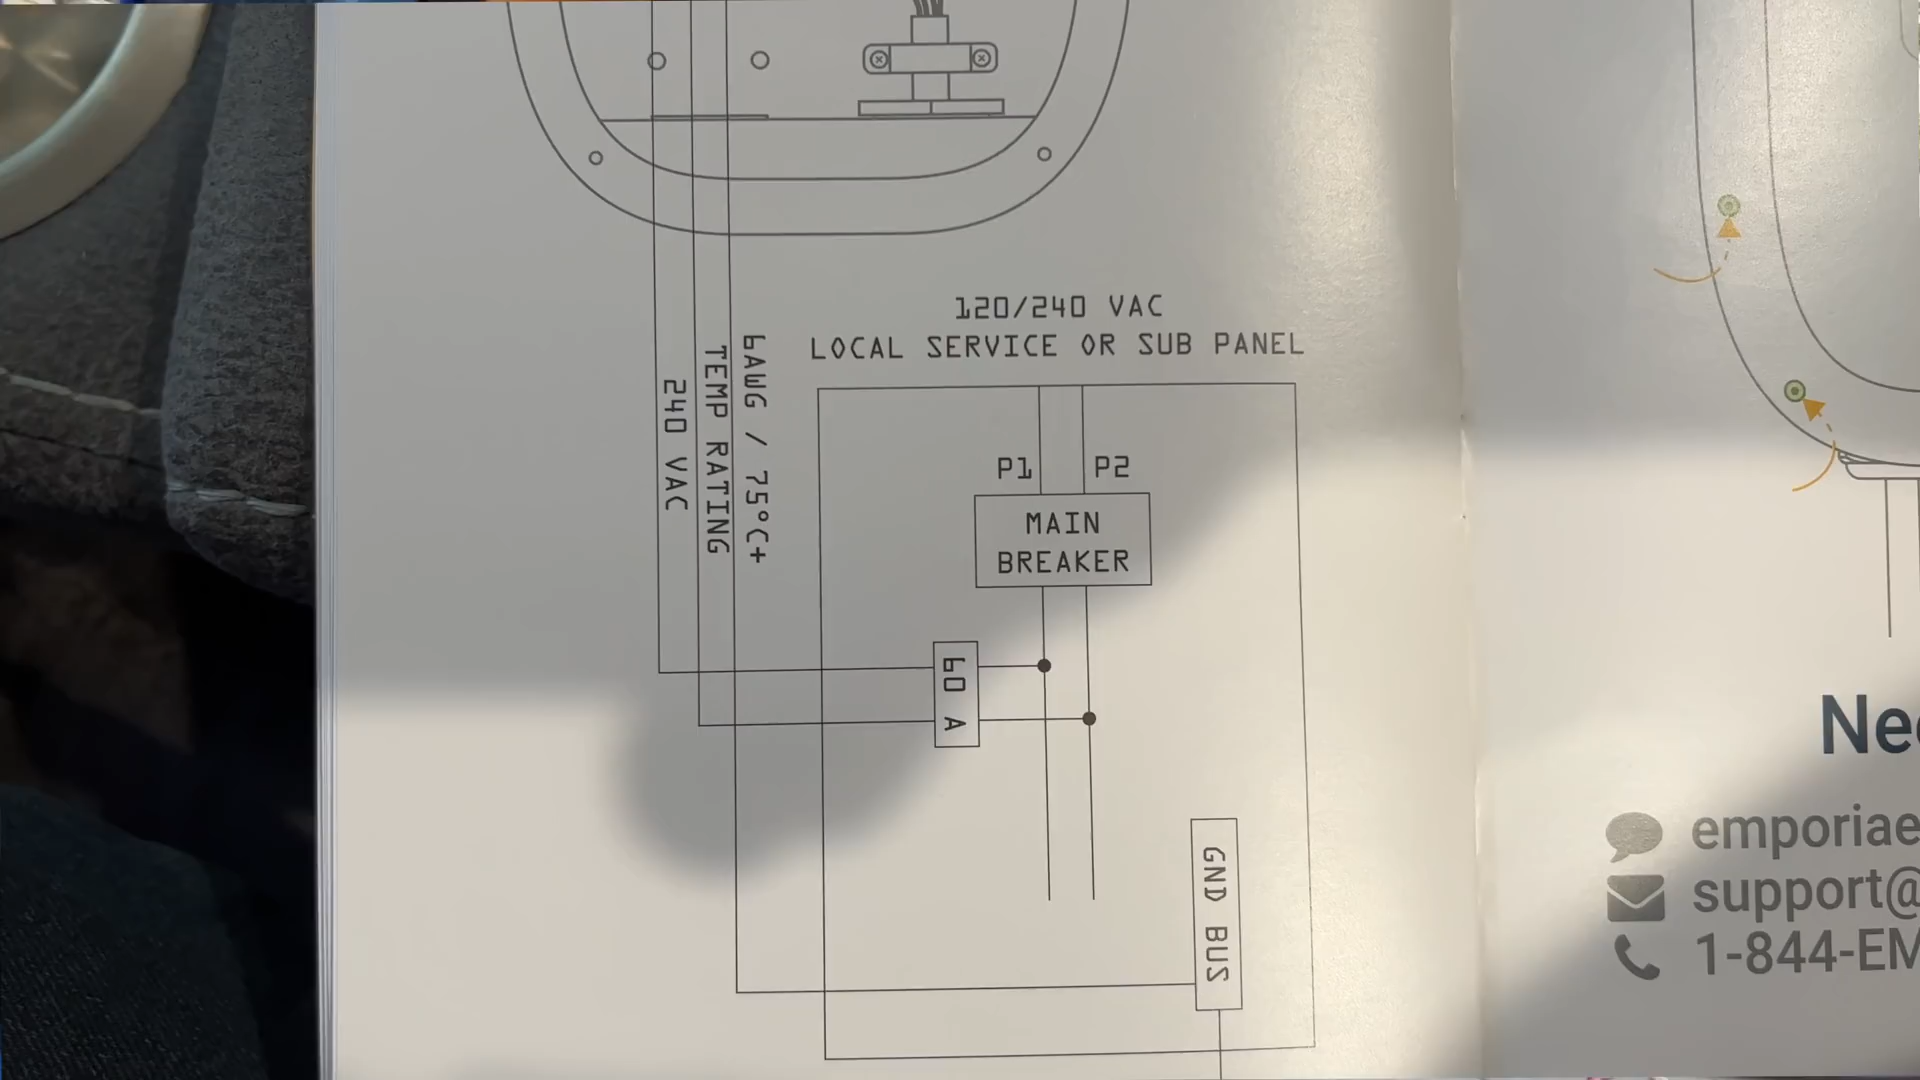 120/240 VAC
LOCAL SERVICE OR SUB PANEL
6AWG / 75°C+
TEMP RATING
240 VAC
P1 P2
MAIN
BREAKER
60 A
GND BUS
Nee
emporiae
support@
1-844-EM